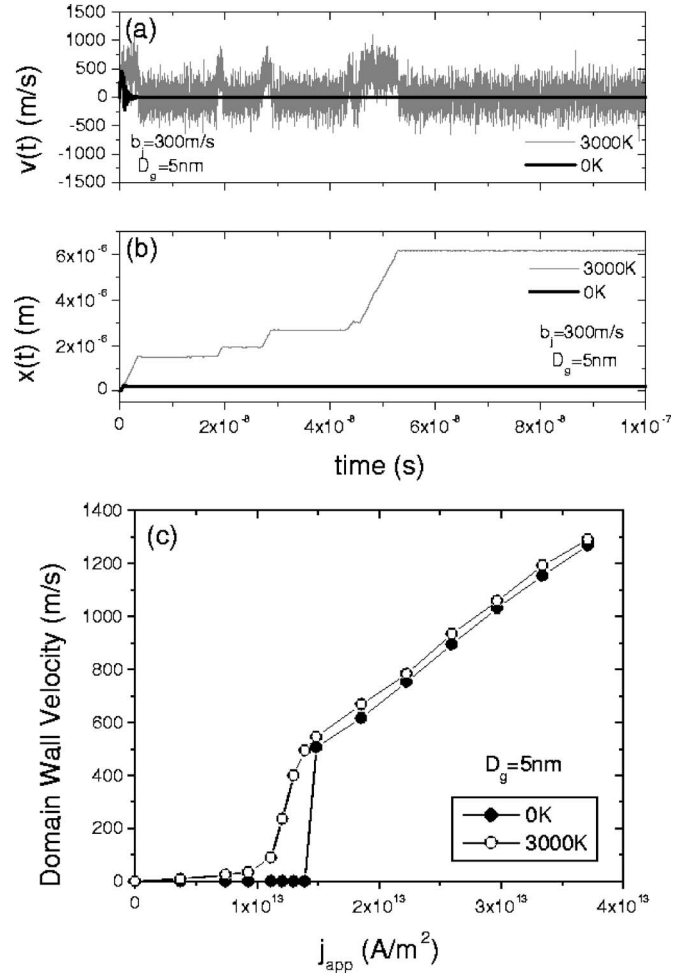 (a)
1500
1000
500
0
-500
-1000
-1500
v(t) (m/s)
b_j=300m/s
D_g=5nm
3000K
0K
(b)
6x10^-6
4x10^-6
2x10^-6
0
x(t) (m)
3000K
0K
b_j=300m/s
D_g=5nm
0 2x10^-8 4x10^-8 6x10^-8 8x10^-8 1x10^-7
time (s)
(c)
1400
1200
1000
800
600
400
200
0
Domain Wall Velocity (m/s)
D_g=5nm
0K
3000K
0 1x10^13 2x10^13 3x10^13 4x10^13
j_app (A/m^2)